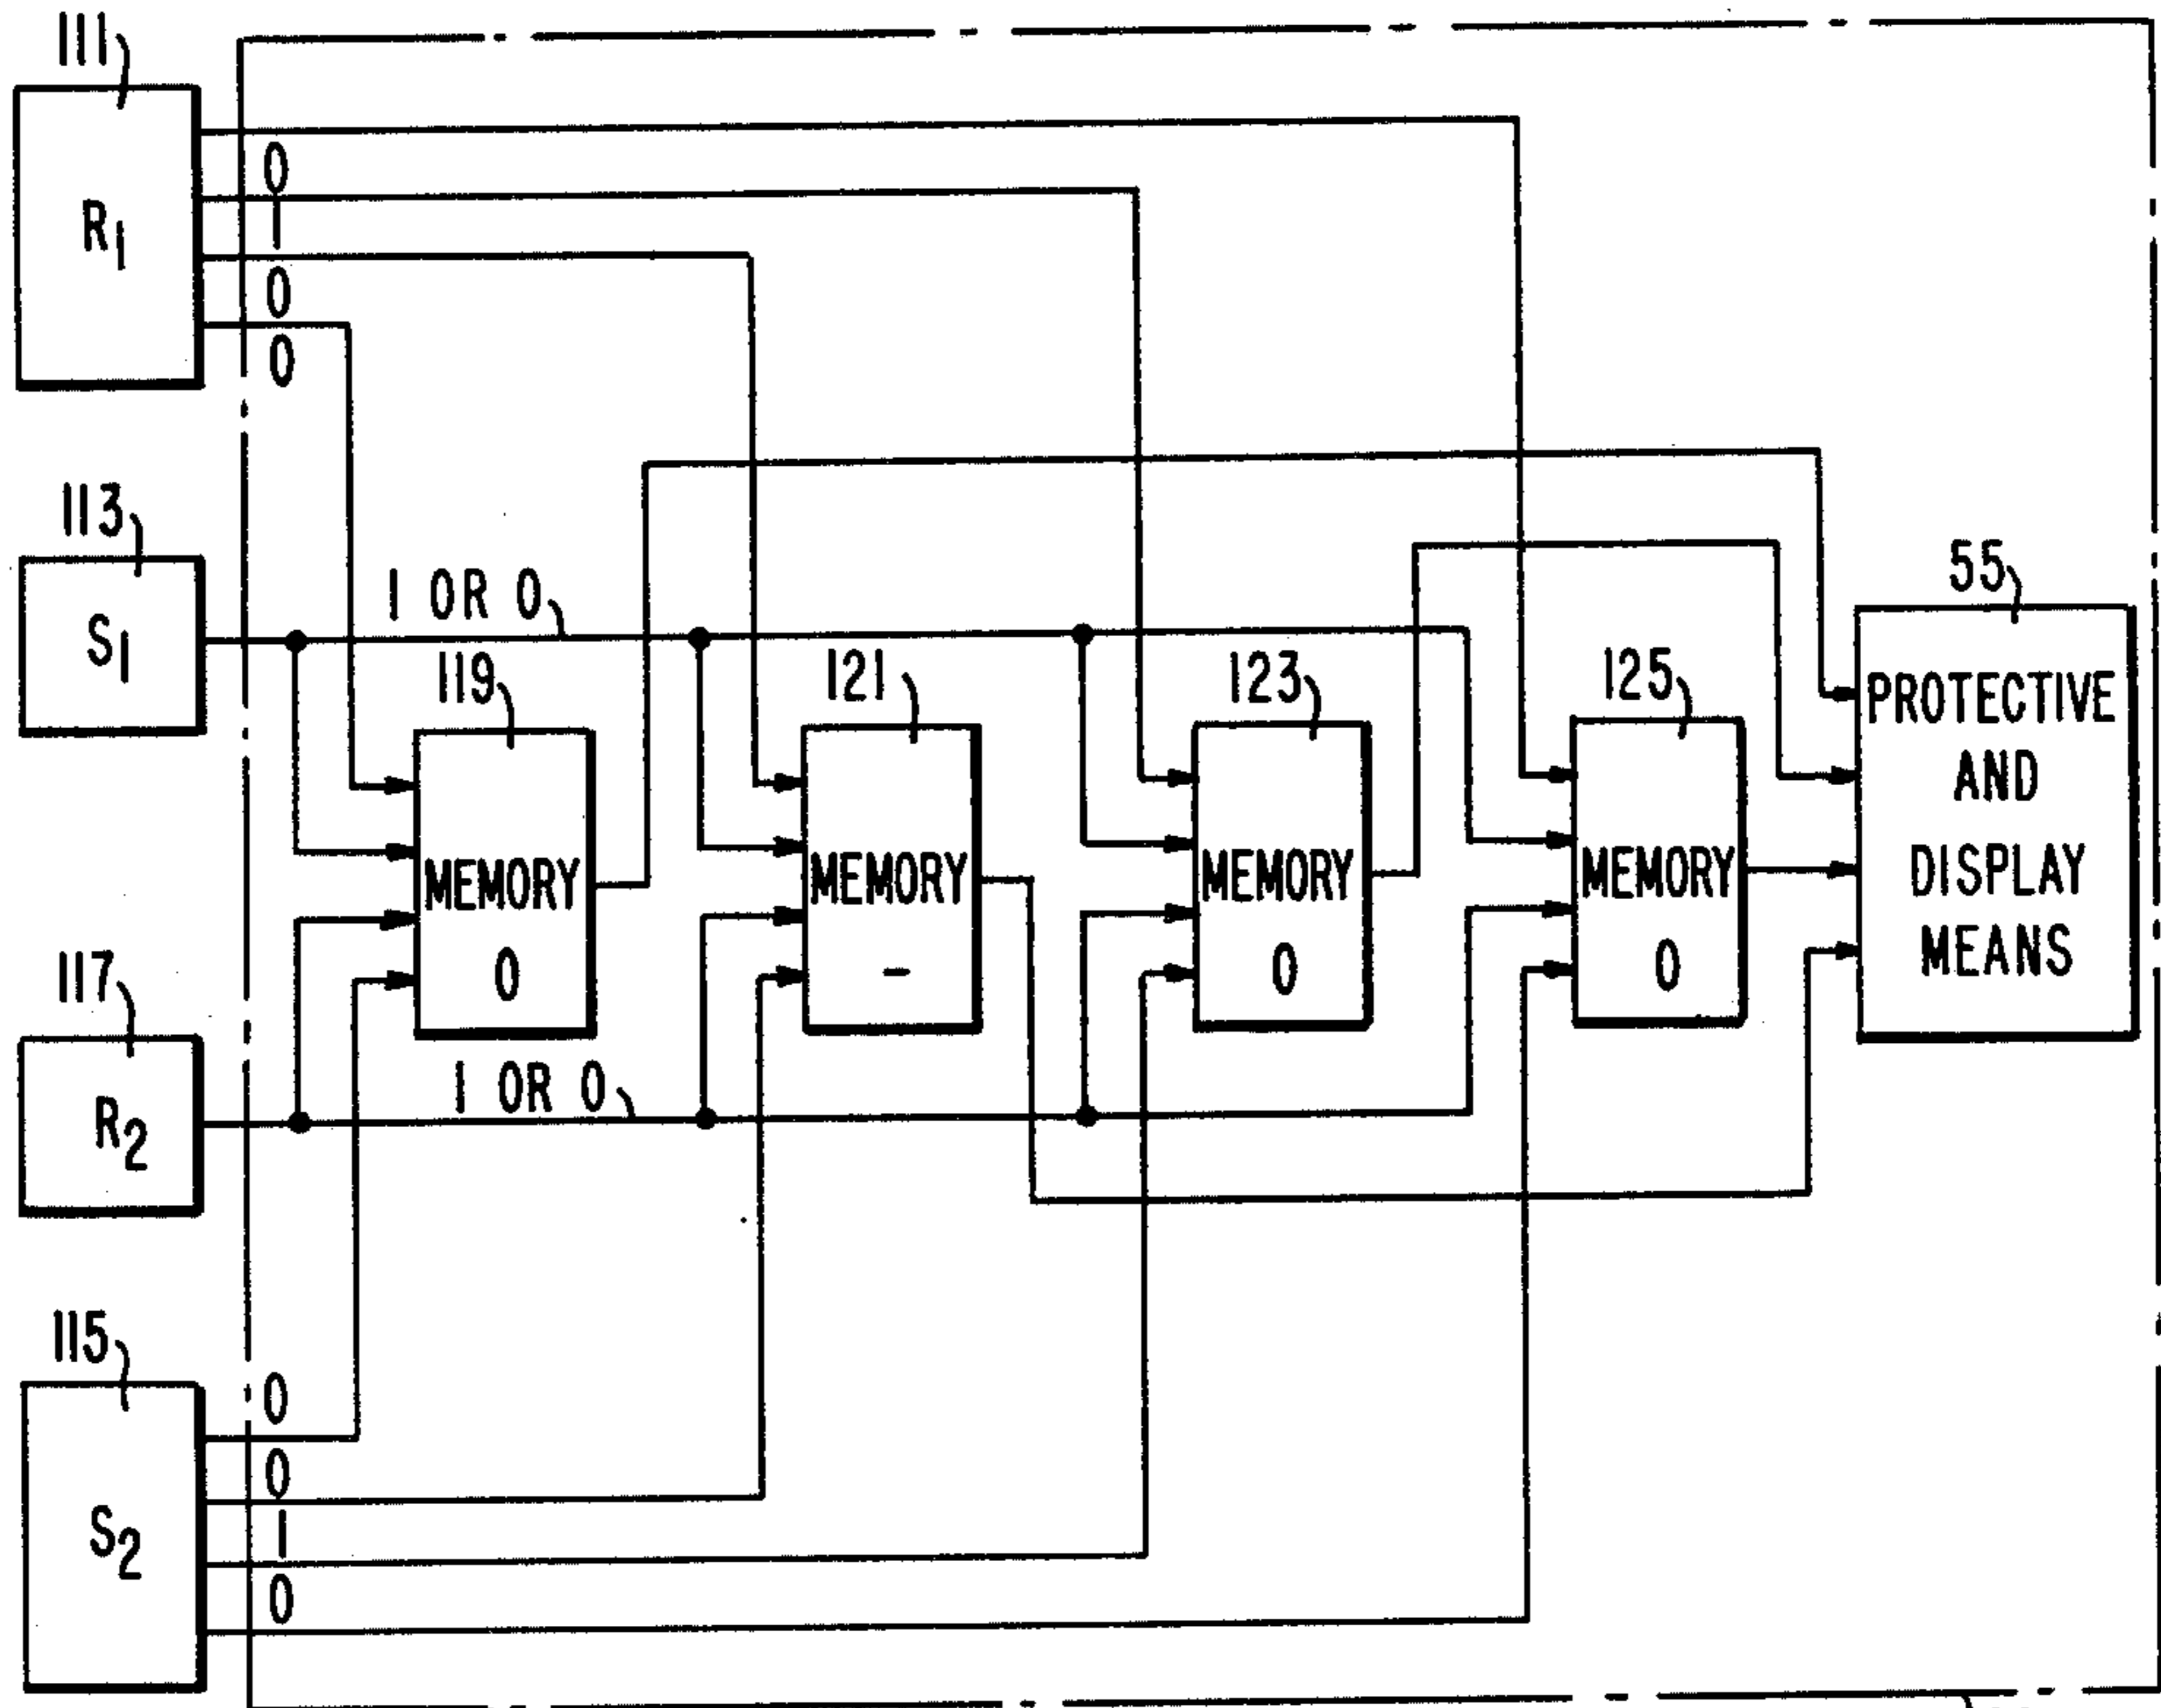 111
R1
0
1
0
0
113
S1
1 OR 0
119
MEMORY
0
121
MEMORY
-
123
MEMORY
0
125
MEMORY
0
55
PROTECTIVE
AND
DISPLAY
MEANS
117
R2
1 OR 0
115
S2
0
0
1
0